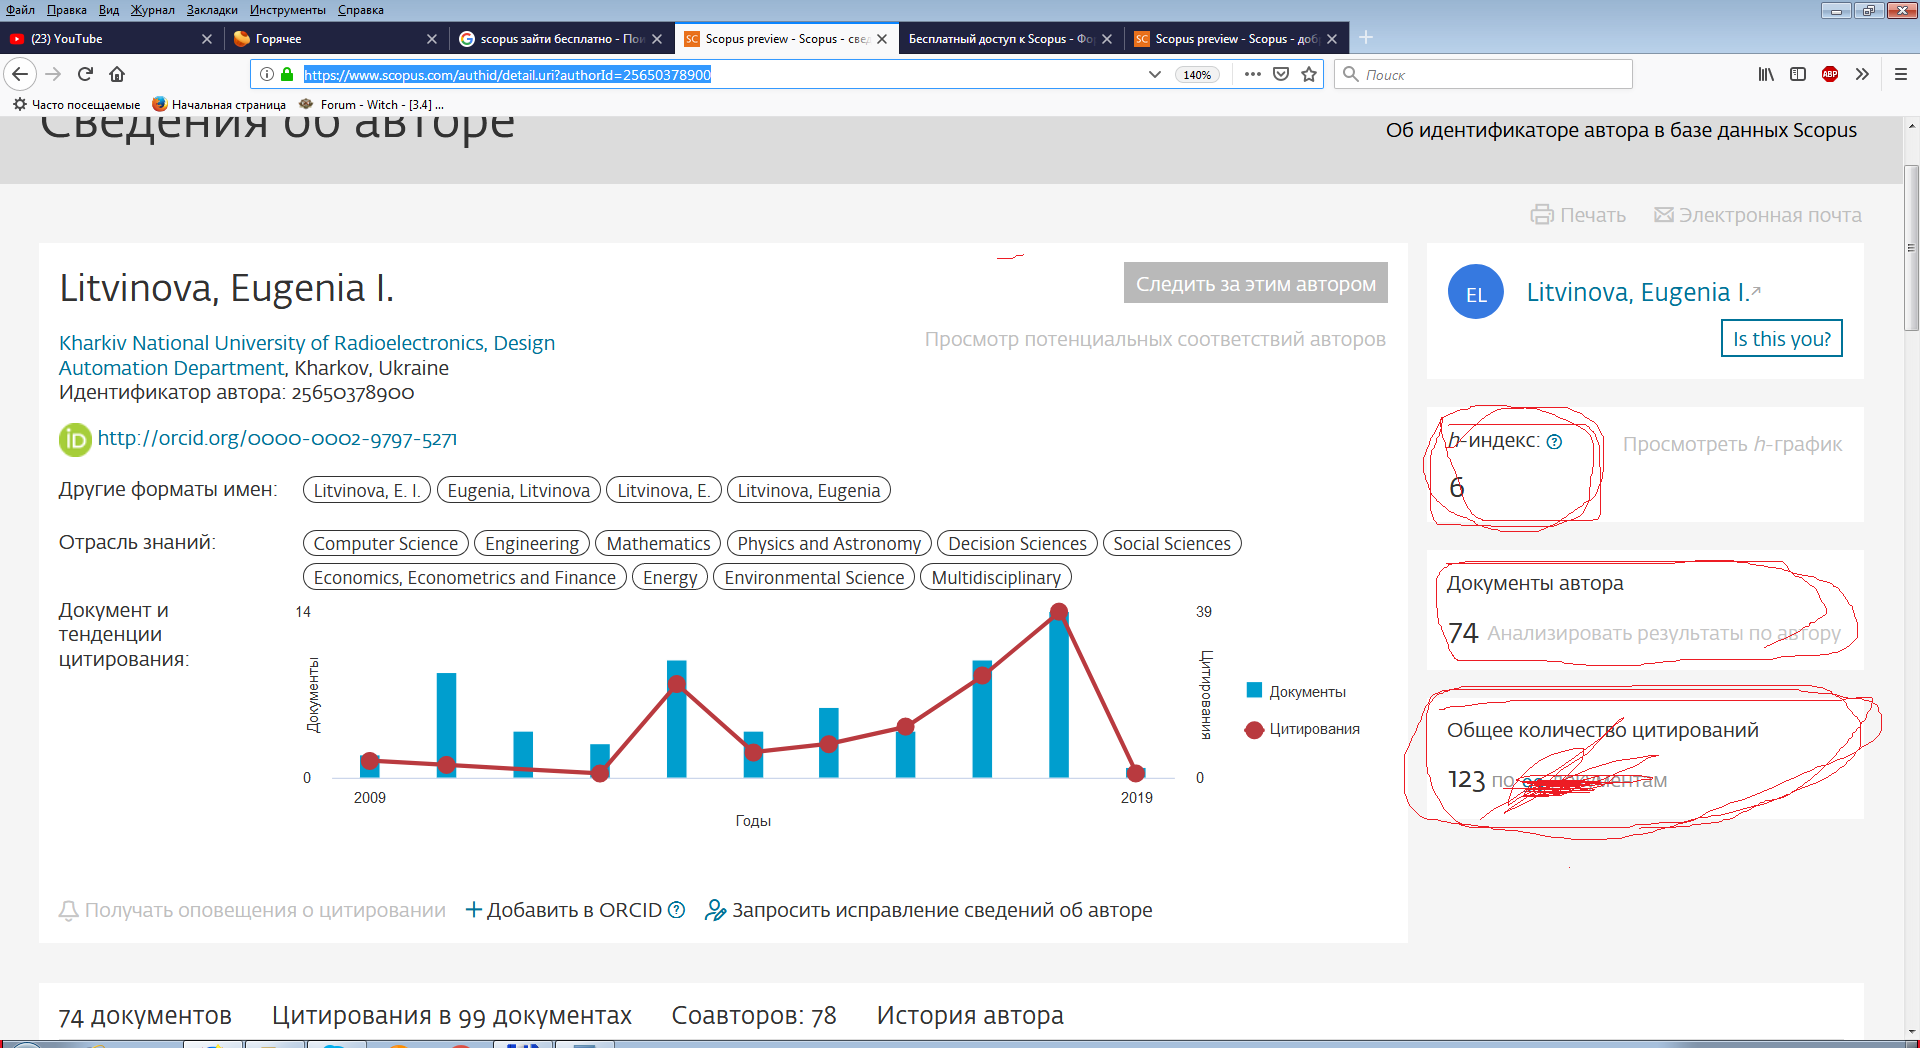 Файл Правка Вид Журнал Закладки Инструменты Справка
(23) YouTube
Горячее
scopus зайти бесплатно - Пои
Scopus preview - Scopus - свед
Бесплатный доступ к Scopus - Фо
Scopus preview - Scopus - доб
https://www.scopus.com/authid/detail.uri?authorId=25650378900
140%
Поиск
ABP
Часто посещаемые
Начальная страница
Forum - Witch - [3.4] ...
Сведения об авторе
Об идентификаторе автора в базе данных Scopus
Печать
Электронная почта
Litvinova, Eugenia I.
Следить за этим автором
Просмотр потенциальных соответствий авторов
Kharkiv National University of Radioelectronics, Design
Automation Department, Kharkov, Ukraine
Идентификатор автора: 25650378900
iD http://orcid.org/0000-0002-9797-5271
Другие форматы имен:
Litvinova, E. I.
Eugenia, Litvinova
Litvinova, E.
Litvinova, Eugenia
Отрасль знаний:
Computer Science
Engineering
Mathematics
Physics and Astronomy
Decision Sciences
Social Sciences
Economics, Econometrics and Finance
Energy
Environmental Science
Multidisciplinary
Документ и
тенденции
цитирования:
14
0
Документы
39
0
Цитирования
2009
2019
Годы
Документы
Цитирования
Получать оповещения о цитировании
Добавить в ORCID
Запросить исправление сведений об авторе
EL
Litvinova, Eugenia I.
Is this you?
h-индекс:
Просмотреть h-график
6
Документы автора
74 Анализировать результаты по автору
Общее количество цитирований
123 по документам
74 документов
Цитирования в 99 документах
Соавторов: 78
История автора